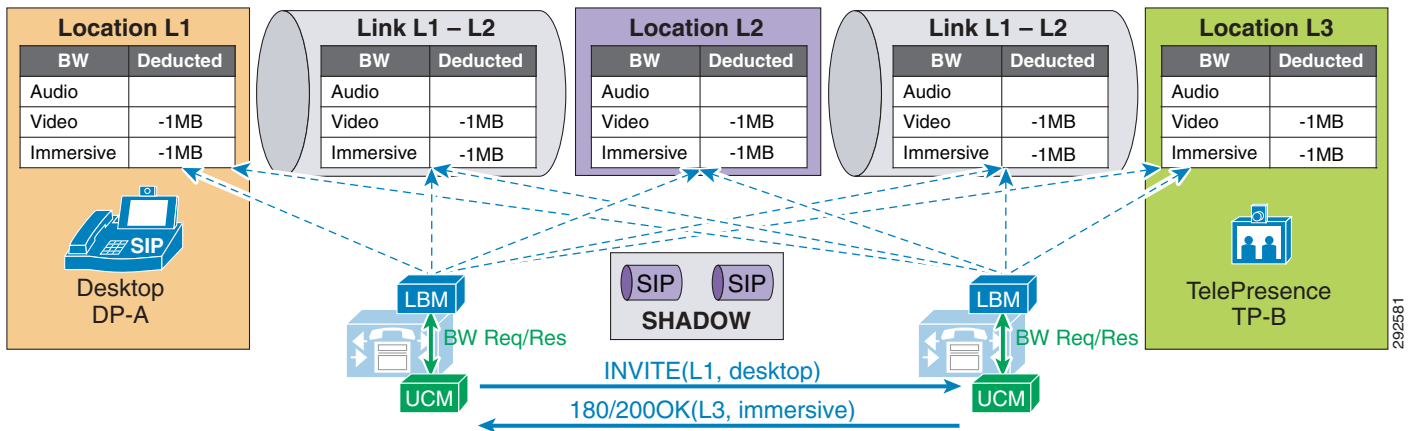 Location L1
BW Deducted
Audio
Video -1MB
Immersive -1MB
SIP
Desktop
DP-A
Link L1 – L2
BW Deducted
Audio
Video -1MB
Immersive -1MB
Location L2
BW Deducted
Audio
Video -1MB
Immersive -1MB
Link L1 – L2
BW Deducted
Audio
Video -1MB
Immersive -1MB
Location L3
BW Deducted
Audio
Video -1MB
Immersive -1MB
TelePresence
TP-B
LBM
BW Req/Res
UCM
SIP SIP
SHADOW
LBM
BW Req/Res
UCM
INVITE(L1, desktop)
180/200OK(L3, immersive)
292581